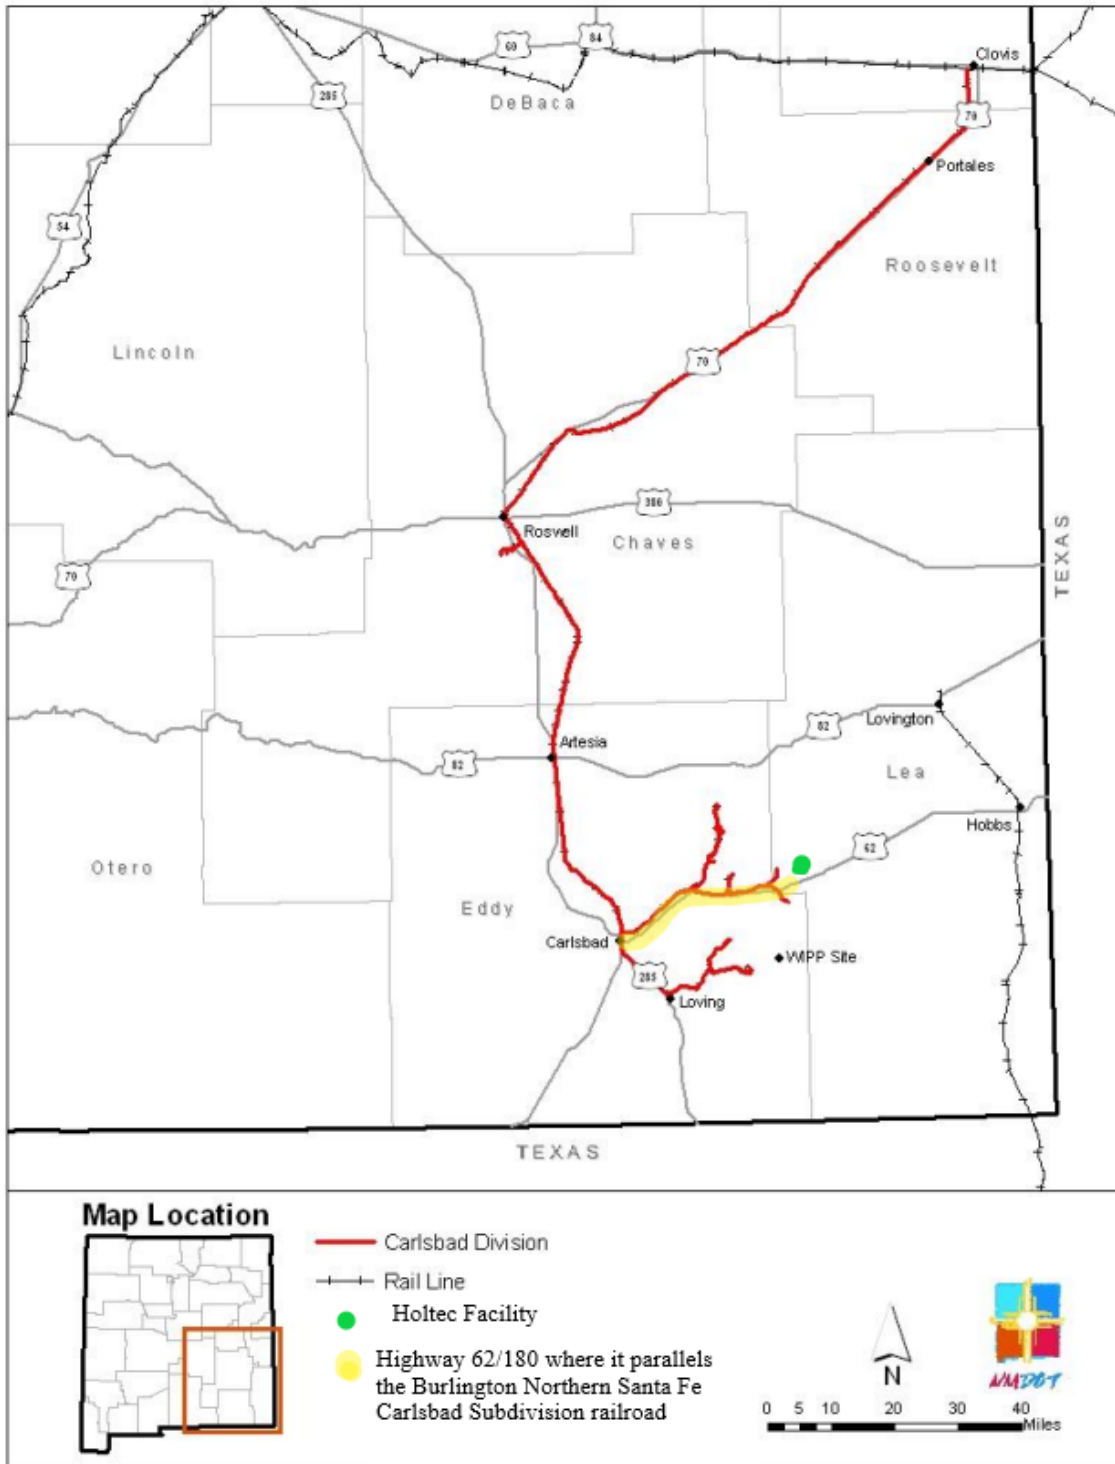 60
84
Clovis
285
DeBaca
70
Portales
54
Roosevelt
Lincoln
70
380
Roswell
Chaves
TEXAS
70
Lovington
82
Artesia
82
Lea
Hobbs
62
Otero
Eddy
Carlsbad
WIPP Site
285
Loving
TEXAS
Map Location
Carlsbad Division
Rail Line
Holtec Facility
Highway 62/180 where it parallels
the Burlington Northern Santa Fe
Carlsbad Subdivision railroad
N
NMDOT
0 5 10 20 30 40
Miles